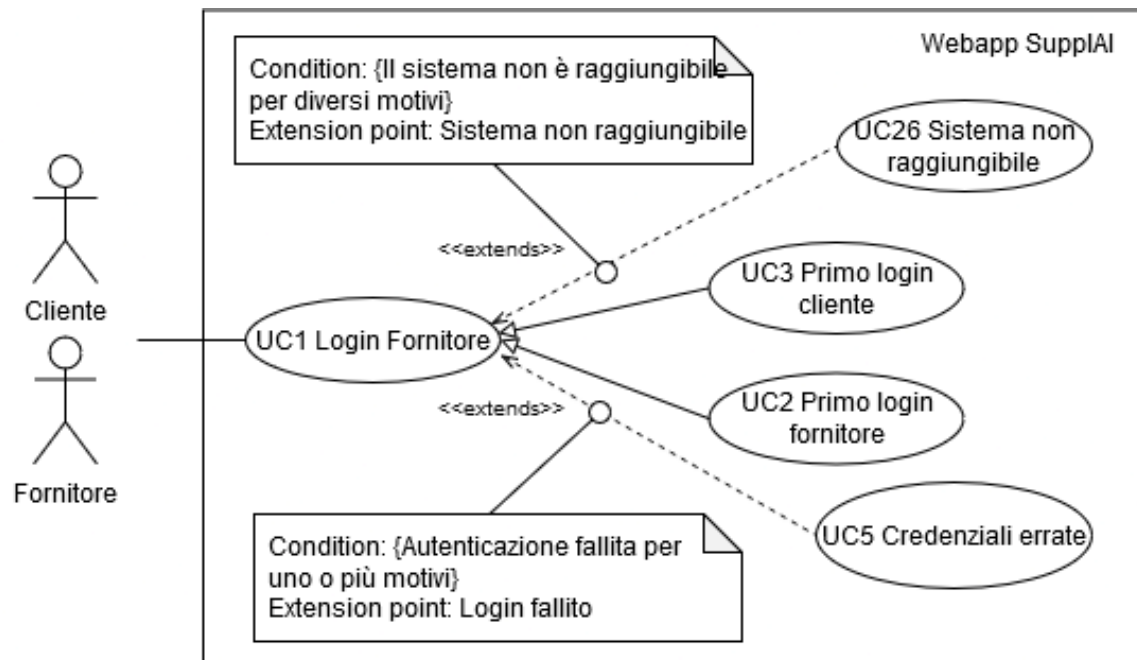 Webapp SupplAI
Condition: {Il sistema non è raggiungibile
per diversi motivi}
Extension point: Sistema non raggiungibile
UC26 Sistema non
raggiungibile
<<extends>>
UC3 Primo login
cliente
Cliente
UC1 Login Fornitore
<<extends>>
UC2 Primo login
fornitore
Fornitore
UC5 Credenziali errate
Condition: {Autenticazione fallita per
uno o più motivi}
Extension point: Login fallito